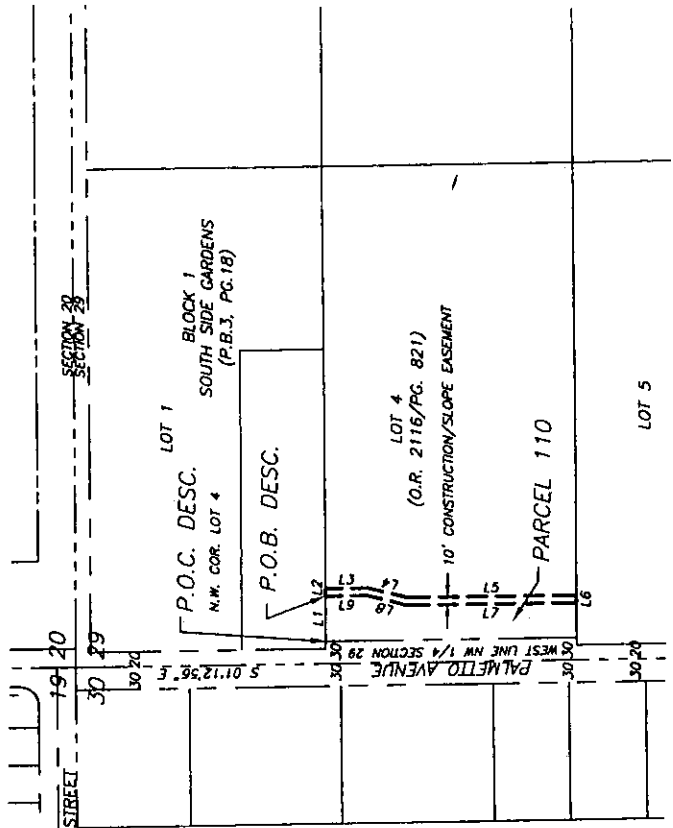 SECTION 20
SECTION 29
STREET
19
20
30
29
30
20
LOT 1
P.O.C. DESC.
N.W. COR. LOT 4
BLOCK 1
SOUTH SIDE GARDENS
(P.B.3, PG.18)
S 01°12'56" E
P.O.B. DESC.
30
30
L1
L2
L3
L9
L4
L8
LOT 4
(O.R. 2116/PG. 821)
10' CONSTRUCTION/SLOPE EASEMENT
L5
L7
L6
PARCEL 110
PALMETTO AVENUE
WEST LINE NW 1/4 SECTION 29
30
30
30
20
LOT 5